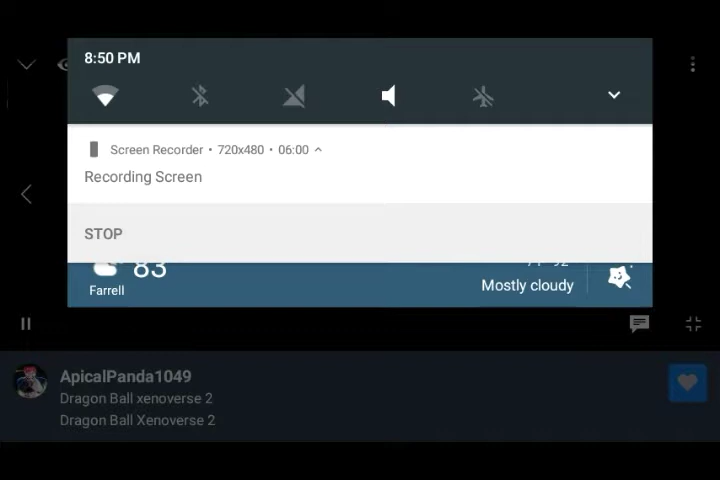 8:50 PM
Screen Recorder • 720x480 • 06:00
Recording Screen
STOP
83
Farrell
Mostly cloudy
ApicalPanda1049
Dragon Ball xenoverse 2
Dragon Ball Xenoverse 2